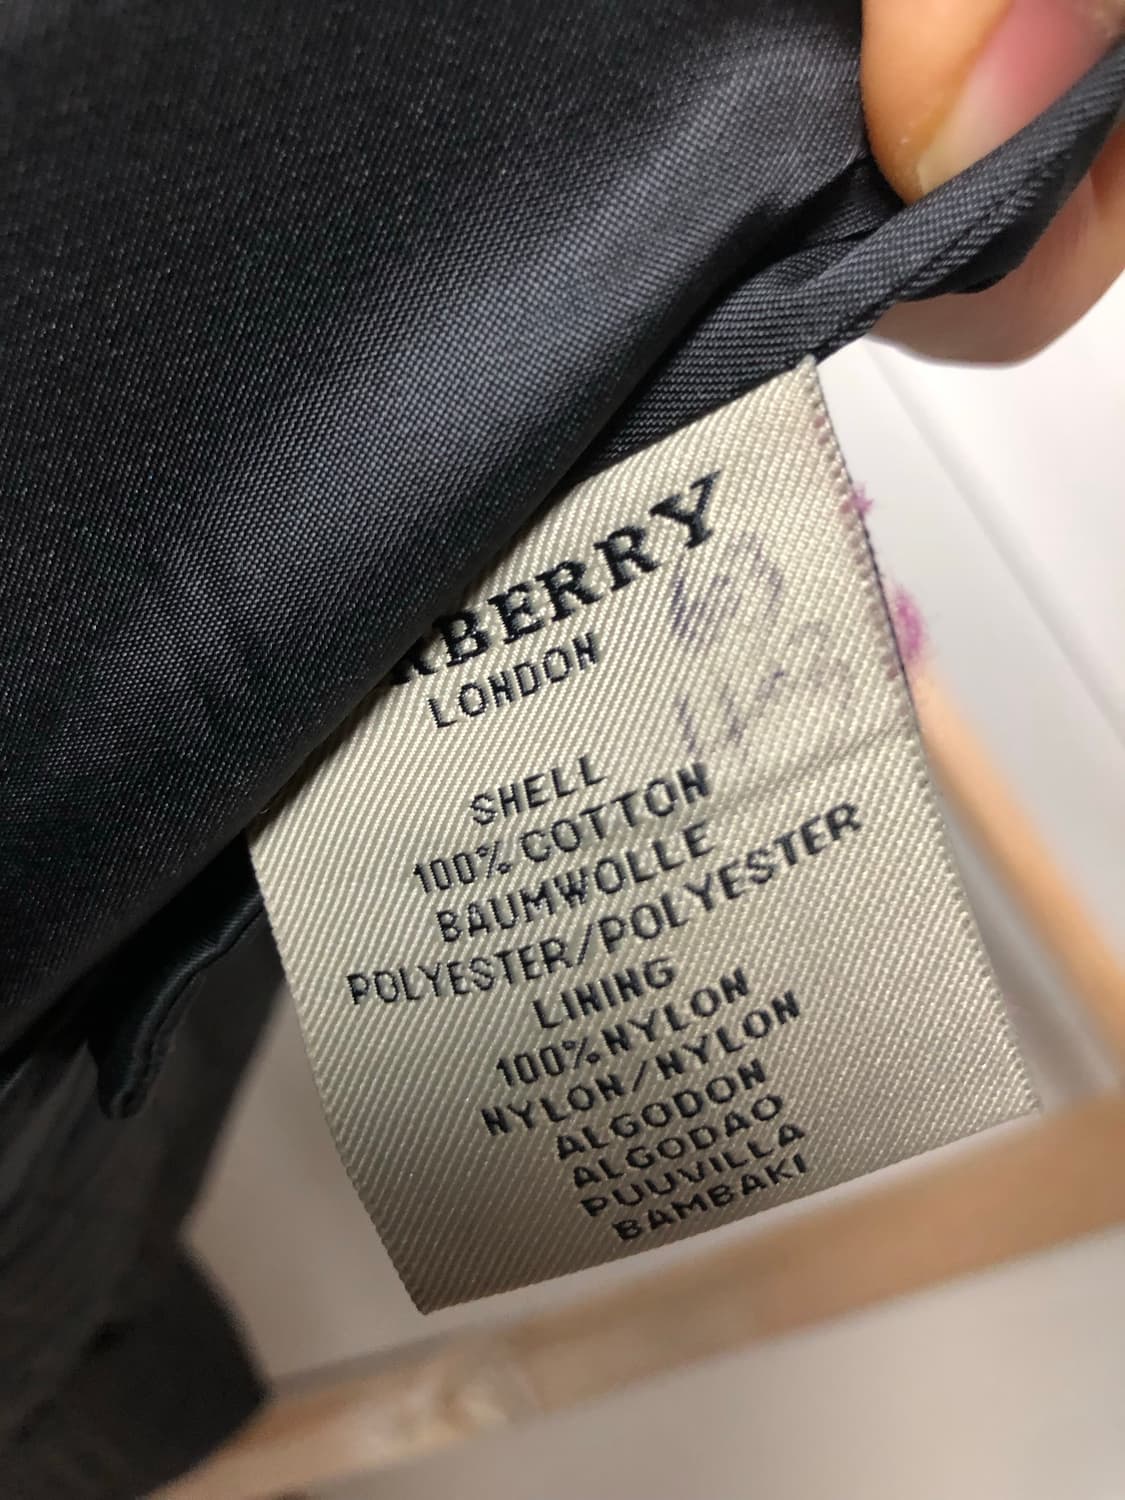 RBERRY
LONDON
SHELL
100% COTTON
BAUMWOLLE
POLYESTER/POLYESTER
LINING
100% NYLON
NYLON/NYLON
ALGODON
ALGODAO
PUUVILLA
BAMBAKI